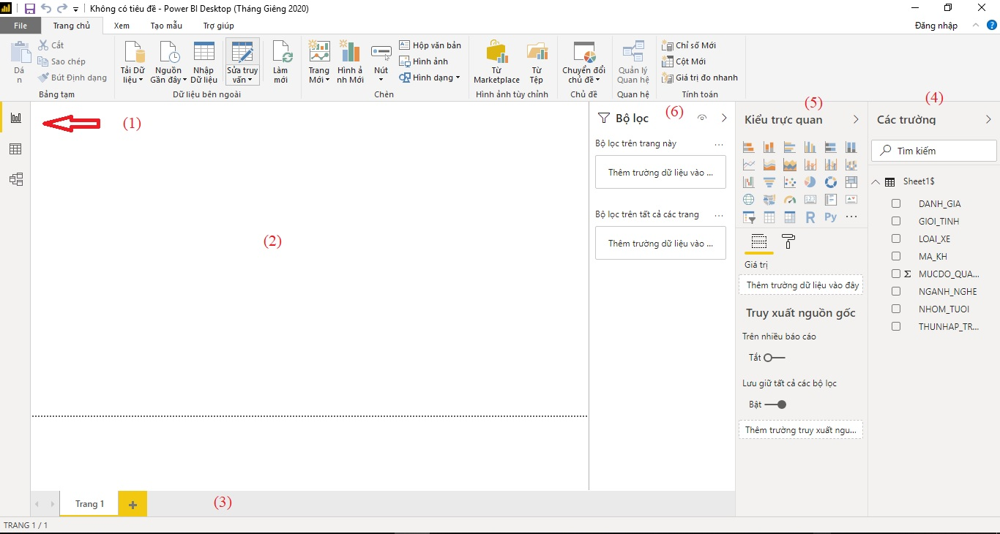 Không có tiêu đề - Power BI Desktop (Tháng Giêng 2020)
File Trang chủ Xem Tạo mẫu Trợ giúp Đăng nhập ?
Dá
n
Cắt
Sao chép
Bút Định dạng
Bảng tạm
Tải Dữ
liệu
Nguồn
Gần đây
Nhập
Dữ liệu
Sửa truy
vấn
Làm
mới
Dữ liệu bên ngoài
Trang
Mới
Hình ả
nh Mới
Nút
Hộp văn bản
Hình ảnh
Hình dạng
Chèn
Từ
Marketplace
Từ
Tệp
Hình ảnh tùy chỉnh
Chuyển đổi
chủ đề
Chủ đề
Quản lý
Quan hệ
Quan hệ
Chỉ số Mới
Cột Mới
Giá trị đo nhanh
Tính toán
(1)
(2)
(3)
Trang 1 +
TRANG 1 / 1
Bộ lọc (6)
Bộ lọc trên trang này ...
Thêm trường dữ liệu vào ...
Bộ lọc trên tất cả các trang ...
Thêm trường dữ liệu vào ...
(5)
Kiểu trực quan
123
R Py ...
Giá trị
Thêm trường dữ liệu vào đây
Truy xuất nguồn gốc
Trên nhiều báo cáo
Tắt
Lưu giữ tất cả các bộ lọc
Bật
Thêm trường truy xuất ngu...
(4)
Các trường
Tìm kiếm
Sheet1$
DANH_GIA
GIOI_TINH
LOAI_XE
MA_KH
Σ MUCDO_QUA...
NGANH_NGHE
NHOM_TUOI
THUNHAP_TR...